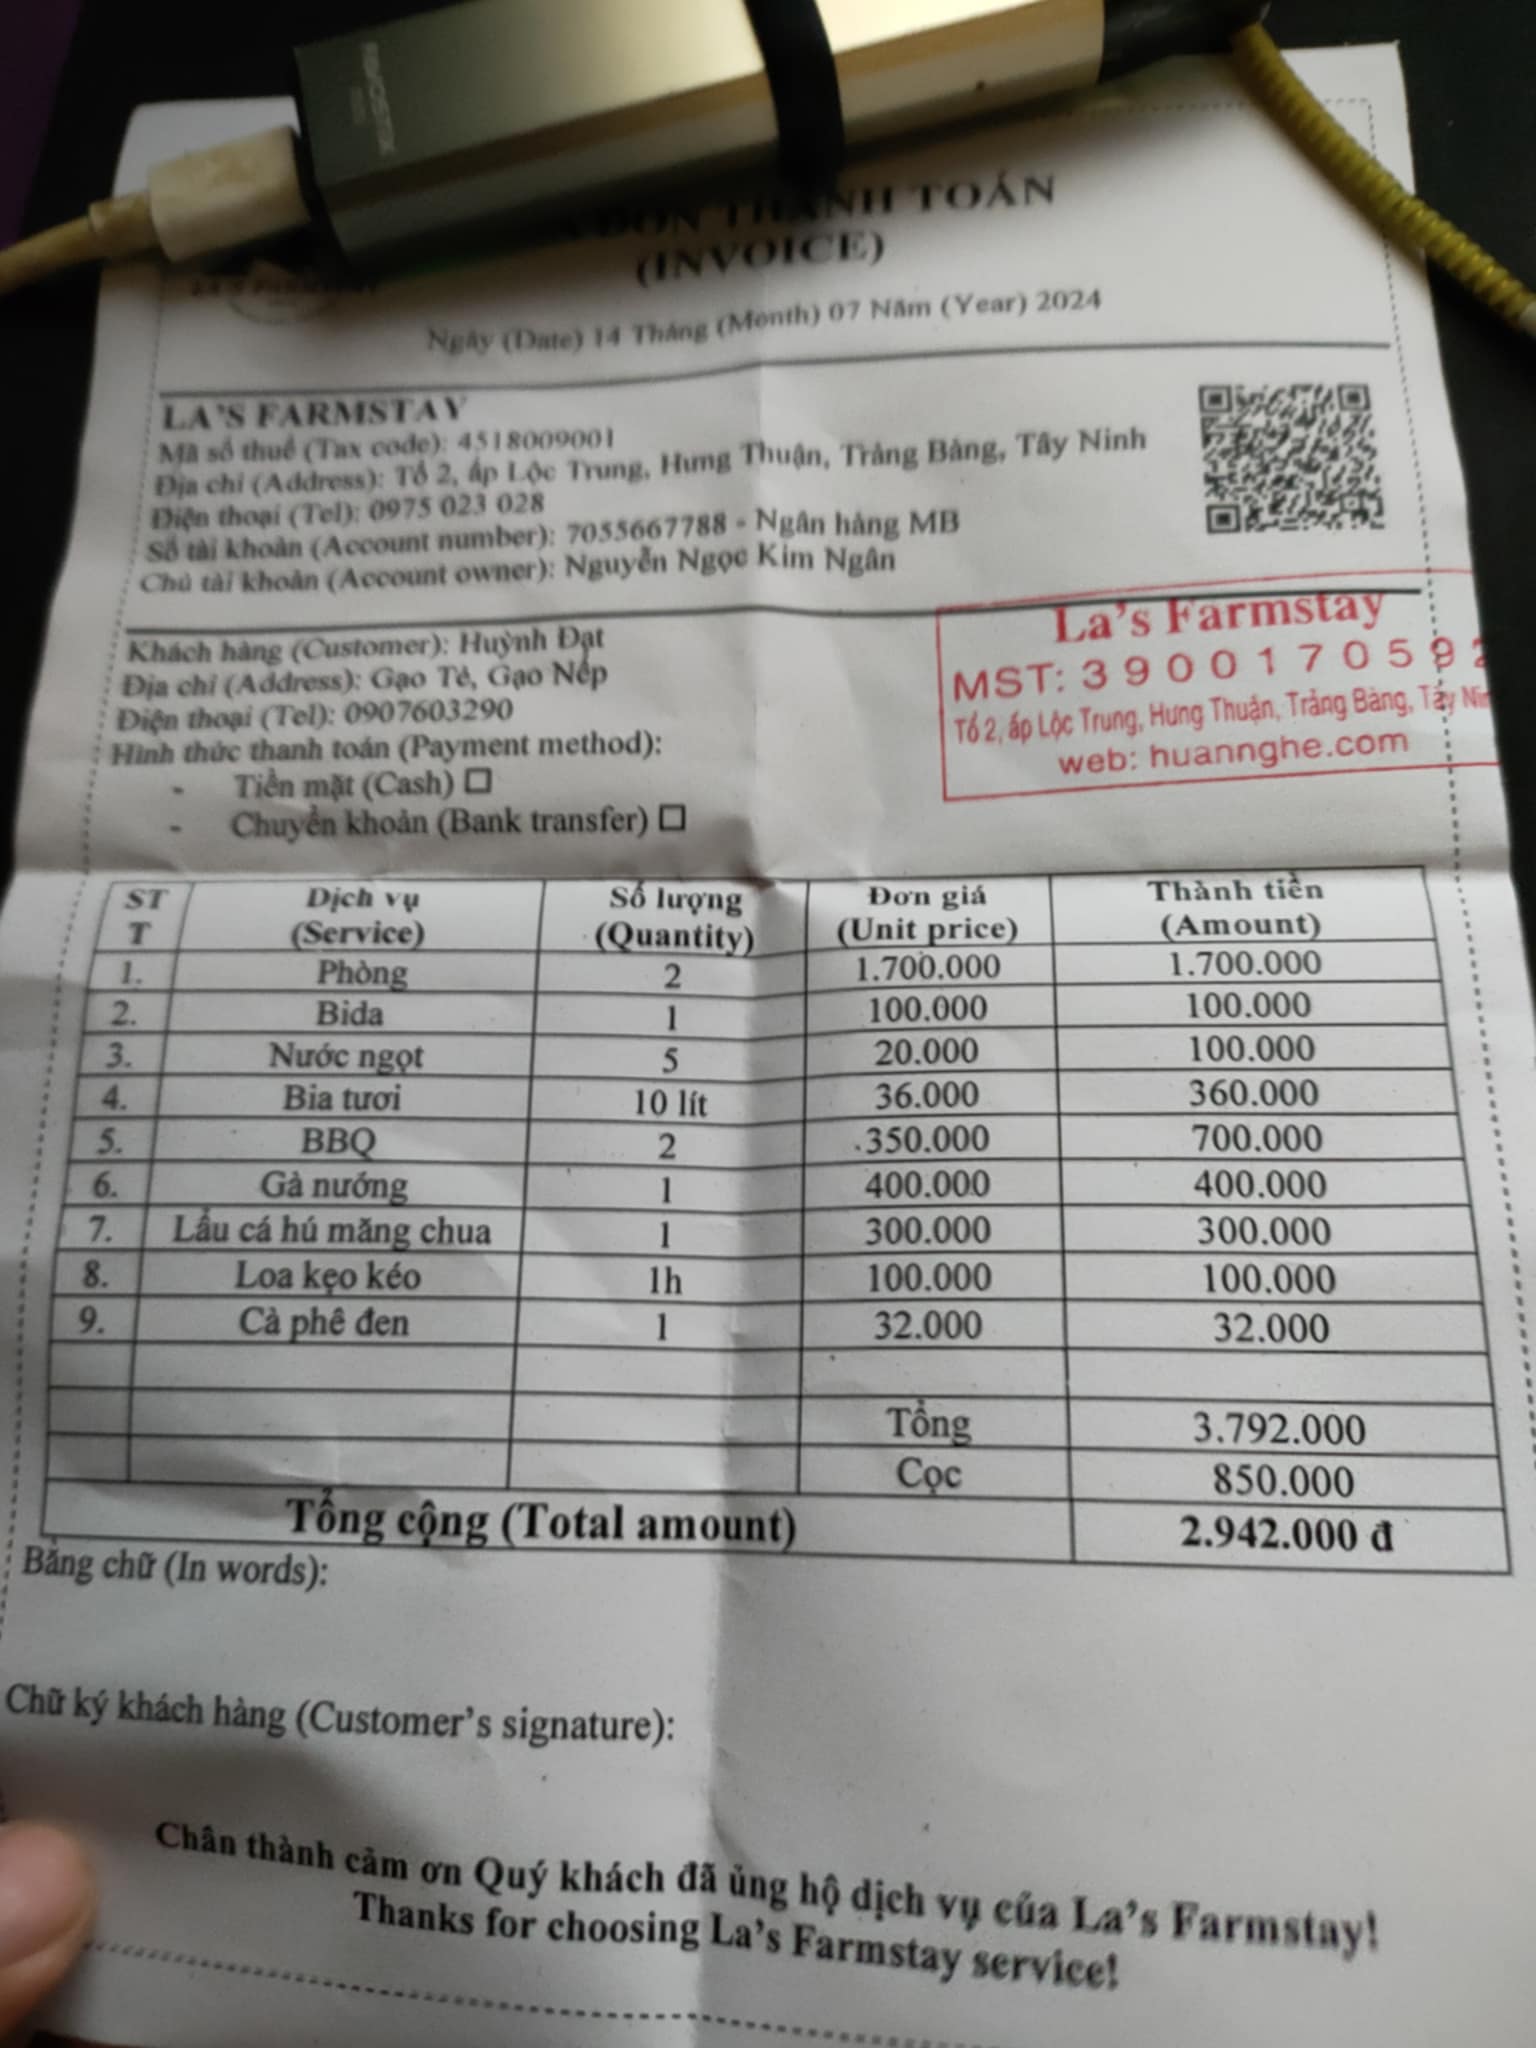 THANH TOÁN
(INVOICE)
LA'S FARMSTAY
Ngày (Date) 14 Tháng (Month) 07 Năm (Year) 2024
LA'S FARMSTAY
Mã số thuế (Tax code): 4518009001
Địa chỉ (Address): Tổ 2, ấp Lộc Trung, Hưng Thuận, Trảng Bàng, Tây Ninh
Điện thoại (Tel): 0975 023 028
Số tài khoản (Account number): 7055667788 - Ngân hàng MB
Chủ tài khoản (Account owner): Nguyễn Ngọc Kim Ngân
La's Farmstay
MST: 390017059
Tổ 2, ấp Lộc Trung, Hưng Thuận, Trảng Bàng, Tây
web: huannghe.com
Khách hàng (Customer): Huỳnh Đạt
Địa chỉ (Address): Gạo Tẻ, Gạo Nếp
Điện thoại (Tel): 0907603290
Hình thức thanh toán (Payment method):
- Tiền mặt (Cash) ☐
- Chuyển khoản (Bank transfer) ☐
STT Dịch vụ (Service) Số lượng (Quantity) Đơn giá (Unit price) Thành tiền (Amount)
1. Phòng 2 1.700.000 1.700.000
2. Bida 1 100.000 100.000
3. Nước ngọt 5 20.000 100.000
4. Bia tươi 10 lít 36.000 360.000
5. BBQ 2 350.000 700.000
6. Gà nướng 1 400.000 400.000
7. Lẩu cá hú măng chua 1 300.000 300.000
8. Loa kẹo kéo 1h 100.000 100.000
9. Cà phê đen 1 32.000 32.000
Tổng 3.792.000
Cọc 850.000
Tổng cộng (Total amount) 2.942.000 đ
Bằng chữ (In words):
Chữ ký khách hàng (Customer's signature):
Chân thành cảm ơn Quý khách đã ủng hộ dịch vụ của La's Farmstay!
Thanks for choosing La's Farmstay service!